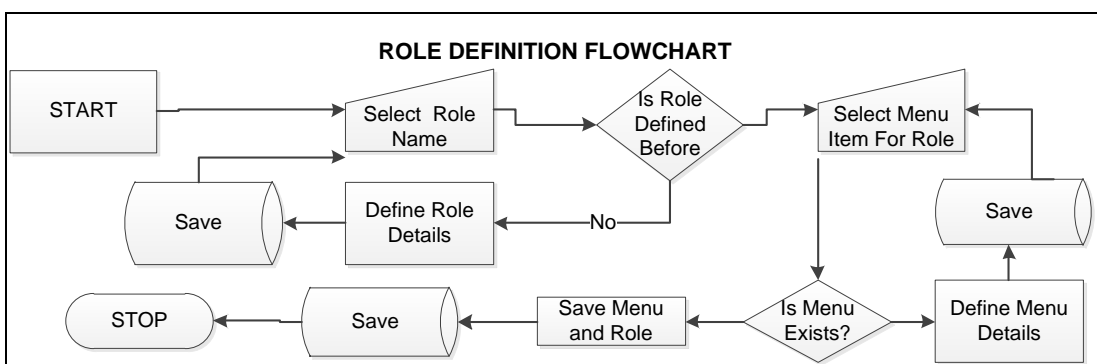 ROLE DEFINITION FLOWCHART
START
Select Role
Name
Is Role
Defined
Before
Select Menu
Item For Role
Save
Define Role
Details
No
Save
STOP
Save
Save Menu
and Role
Is Menu
Exists?
Define Menu
Details